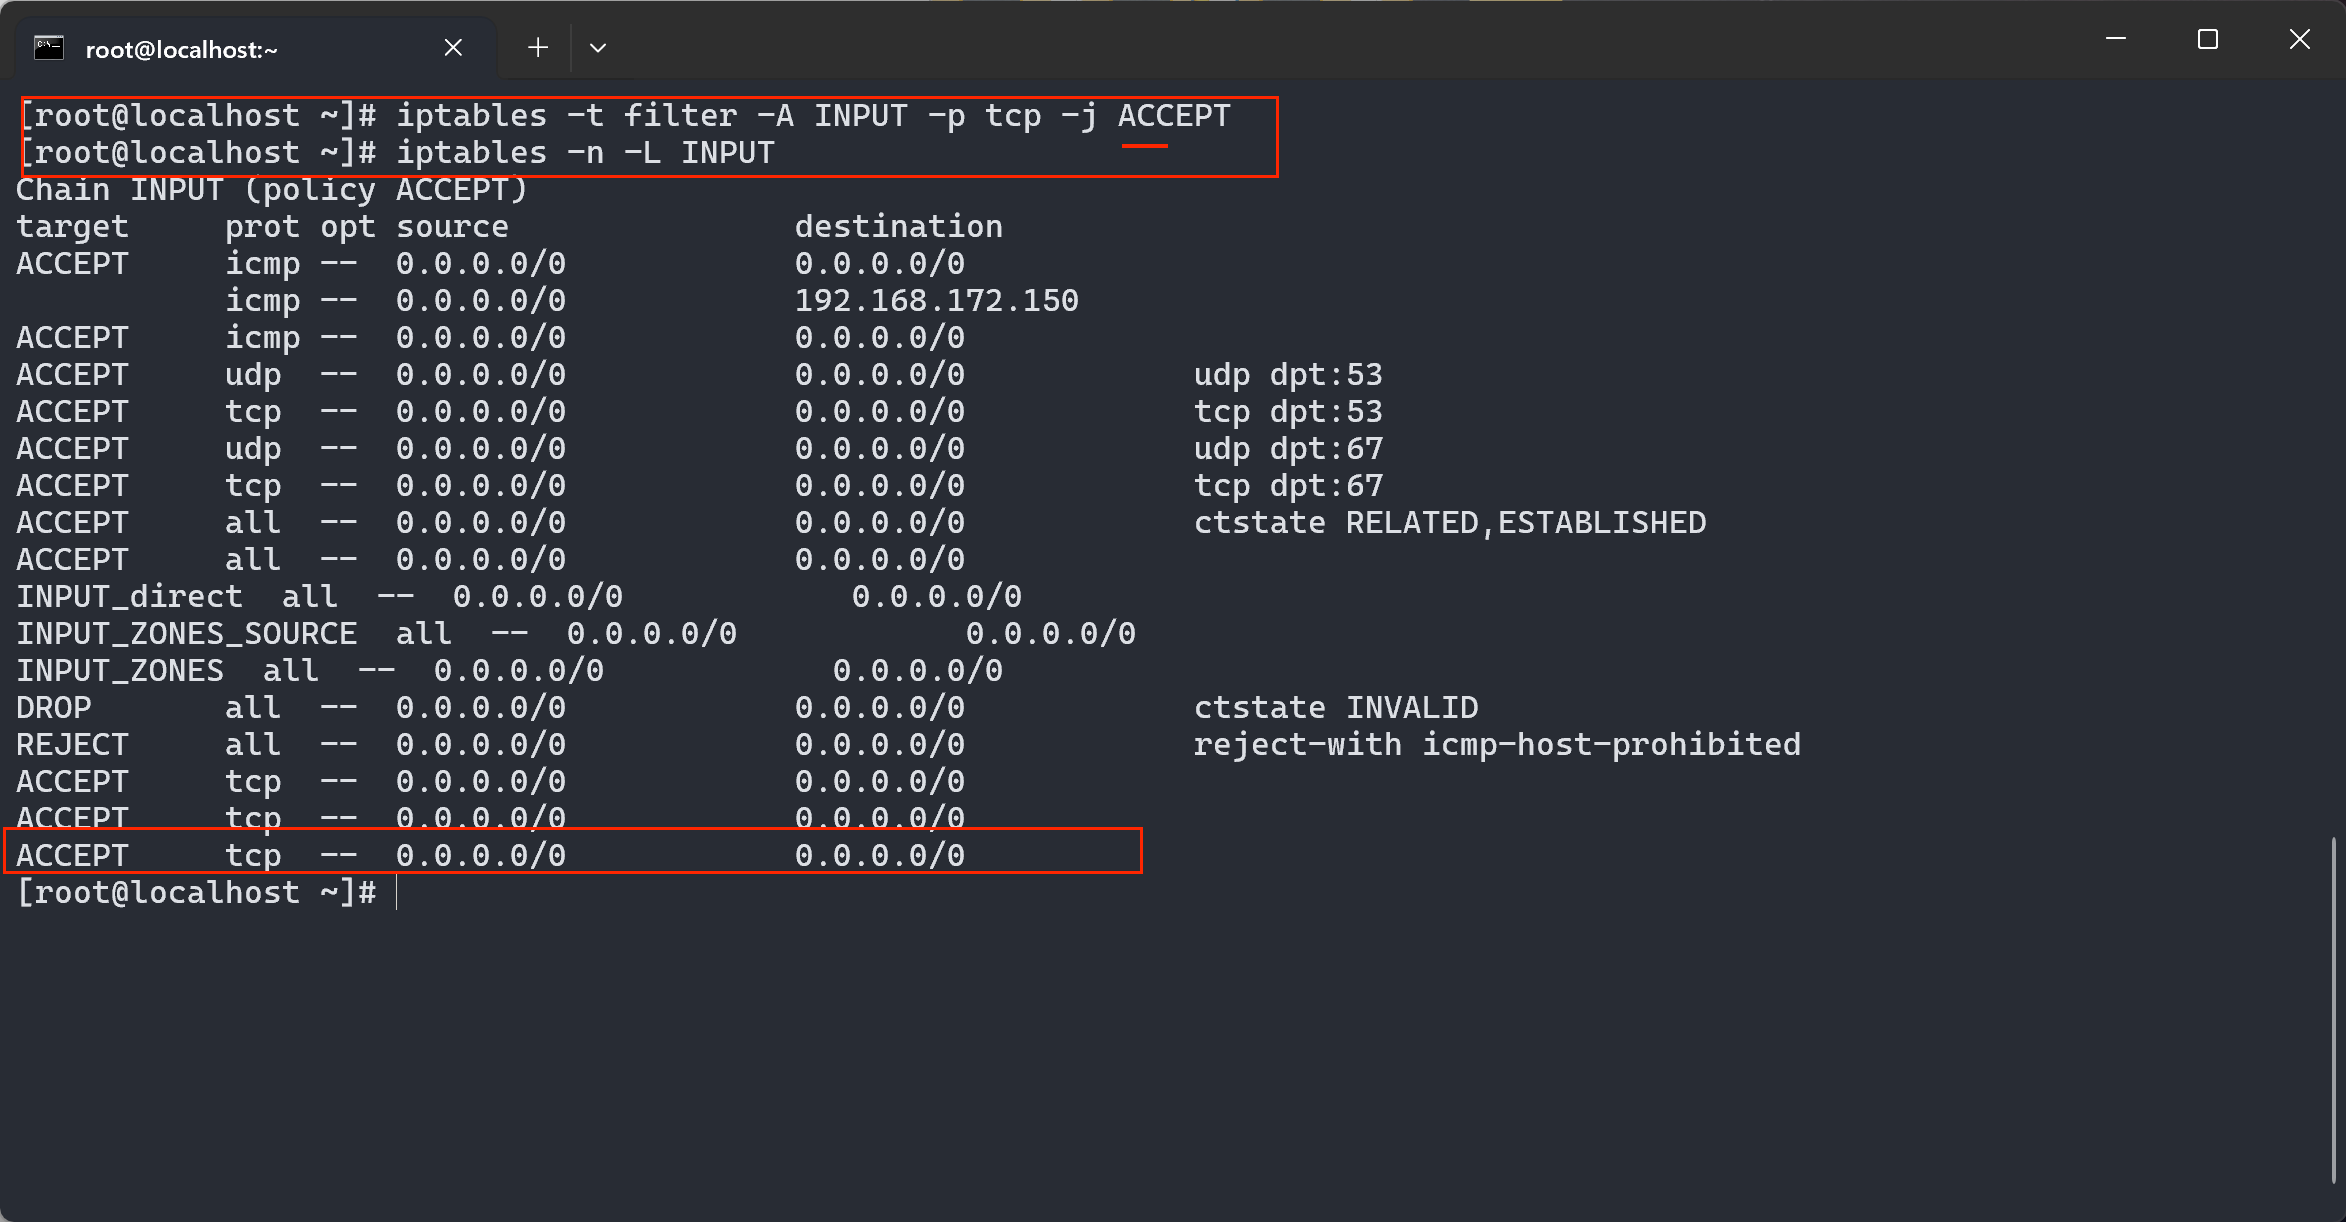 root@localhost:~
[root@localhost ~]# iptables -t filter -A INPUT -p tcp -j ACCEPT
[root@localhost ~]# iptables -n -L INPUT
Chain INPUT (policy ACCEPT)
target     prot opt source               destination
ACCEPT     icmp --  0.0.0.0/0            0.0.0.0/0
           icmp --  0.0.0.0/0            192.168.172.150
ACCEPT     icmp --  0.0.0.0/0            0.0.0.0/0
ACCEPT     udp  --  0.0.0.0/0            0.0.0.0/0            udp dpt:53
ACCEPT     tcp  --  0.0.0.0/0            0.0.0.0/0            tcp dpt:53
ACCEPT     udp  --  0.0.0.0/0            0.0.0.0/0            udp dpt:67
ACCEPT     tcp  --  0.0.0.0/0            0.0.0.0/0            tcp dpt:67
ACCEPT     all  --  0.0.0.0/0            0.0.0.0/0            ctstate RELATED,ESTABLISHED
ACCEPT     all  --  0.0.0.0/0            0.0.0.0/0
INPUT_direct  all  --  0.0.0.0/0            0.0.0.0/0
INPUT_ZONES_SOURCE  all  --  0.0.0.0/0            0.0.0.0/0
INPUT_ZONES  all  --  0.0.0.0/0            0.0.0.0/0
DROP       all  --  0.0.0.0/0            0.0.0.0/0            ctstate INVALID
REJECT     all  --  0.0.0.0/0            0.0.0.0/0            reject-with icmp-host-prohibited
ACCEPT     tcp  --  0.0.0.0/0            0.0.0.0/0
ACCEPT     tcp  --  0.0.0.0/0            0.0.0.0/0
ACCEPT     tcp  --  0.0.0.0/0            0.0.0.0/0
[root@localhost ~]#